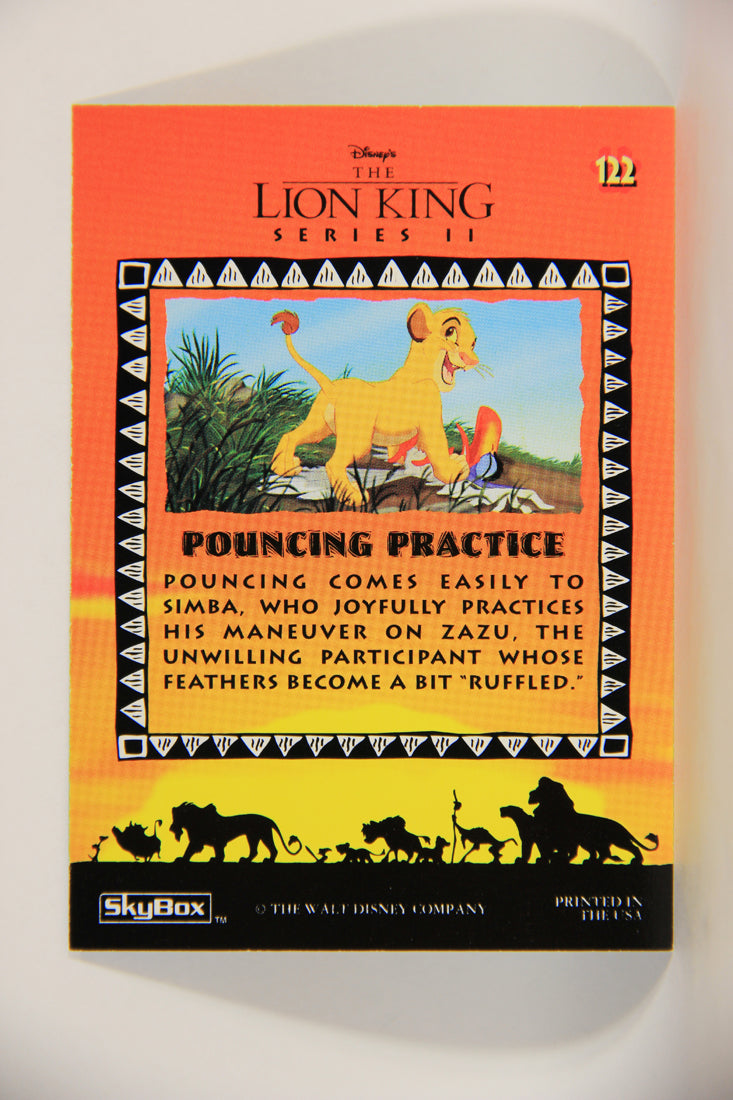 Disney's
THE
LION KING
SERIES II
122
POUNCING PRACTICE
POUNCING COMES EASILY TO
SIMBA, WHO JOYFULLY PRACTICES
HIS MANEUVER ON ZAZU, THE
UNWILLING PARTICIPANT WHOSE
FEATHERS BECOME A BIT "RUFFLED."
SkyBox™
© THE WALT DISNEY COMPANY
PRINTED IN
THE USA